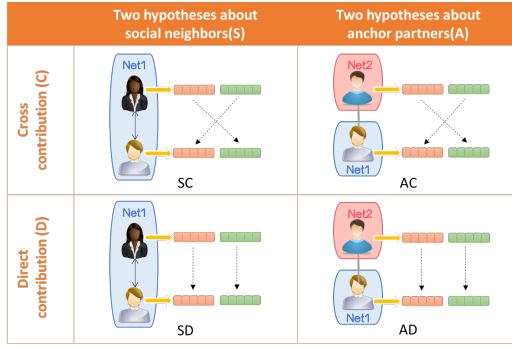 Two hypotheses about
social neighbors(S)
Two hypotheses about
anchor partners(A)
Cross
contribution (C)
Net1
SC
Net2
Net1
AC
Direct
contribution (D)
Net1
SD
Net2
Net1
AD